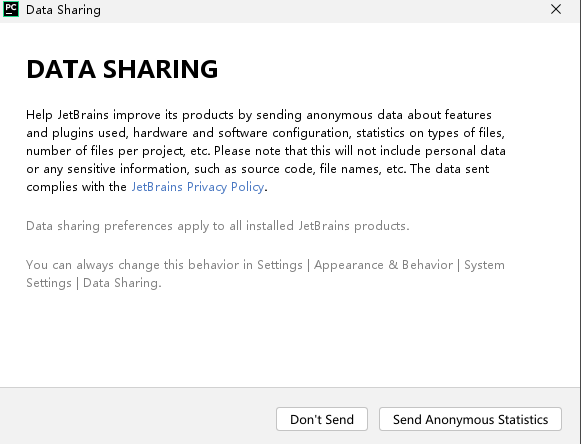 PC
Data Sharing
DATA SHARING
Help JetBrains improve its products by sending anonymous data about features
and plugins used, hardware and software configuration, statistics on types of files,
number of files per project, etc. Please note that this will not include personal data
or any sensitive information, such as source code, file names, etc. The data sent
complies with the JetBrains Privacy Policy.
Data sharing preferences apply to all installed JetBrains products.
You can always change this behavior in Settings | Appearance & Behavior | System
Settings | Data Sharing.
Don't Send
Send Anonymous Statistics